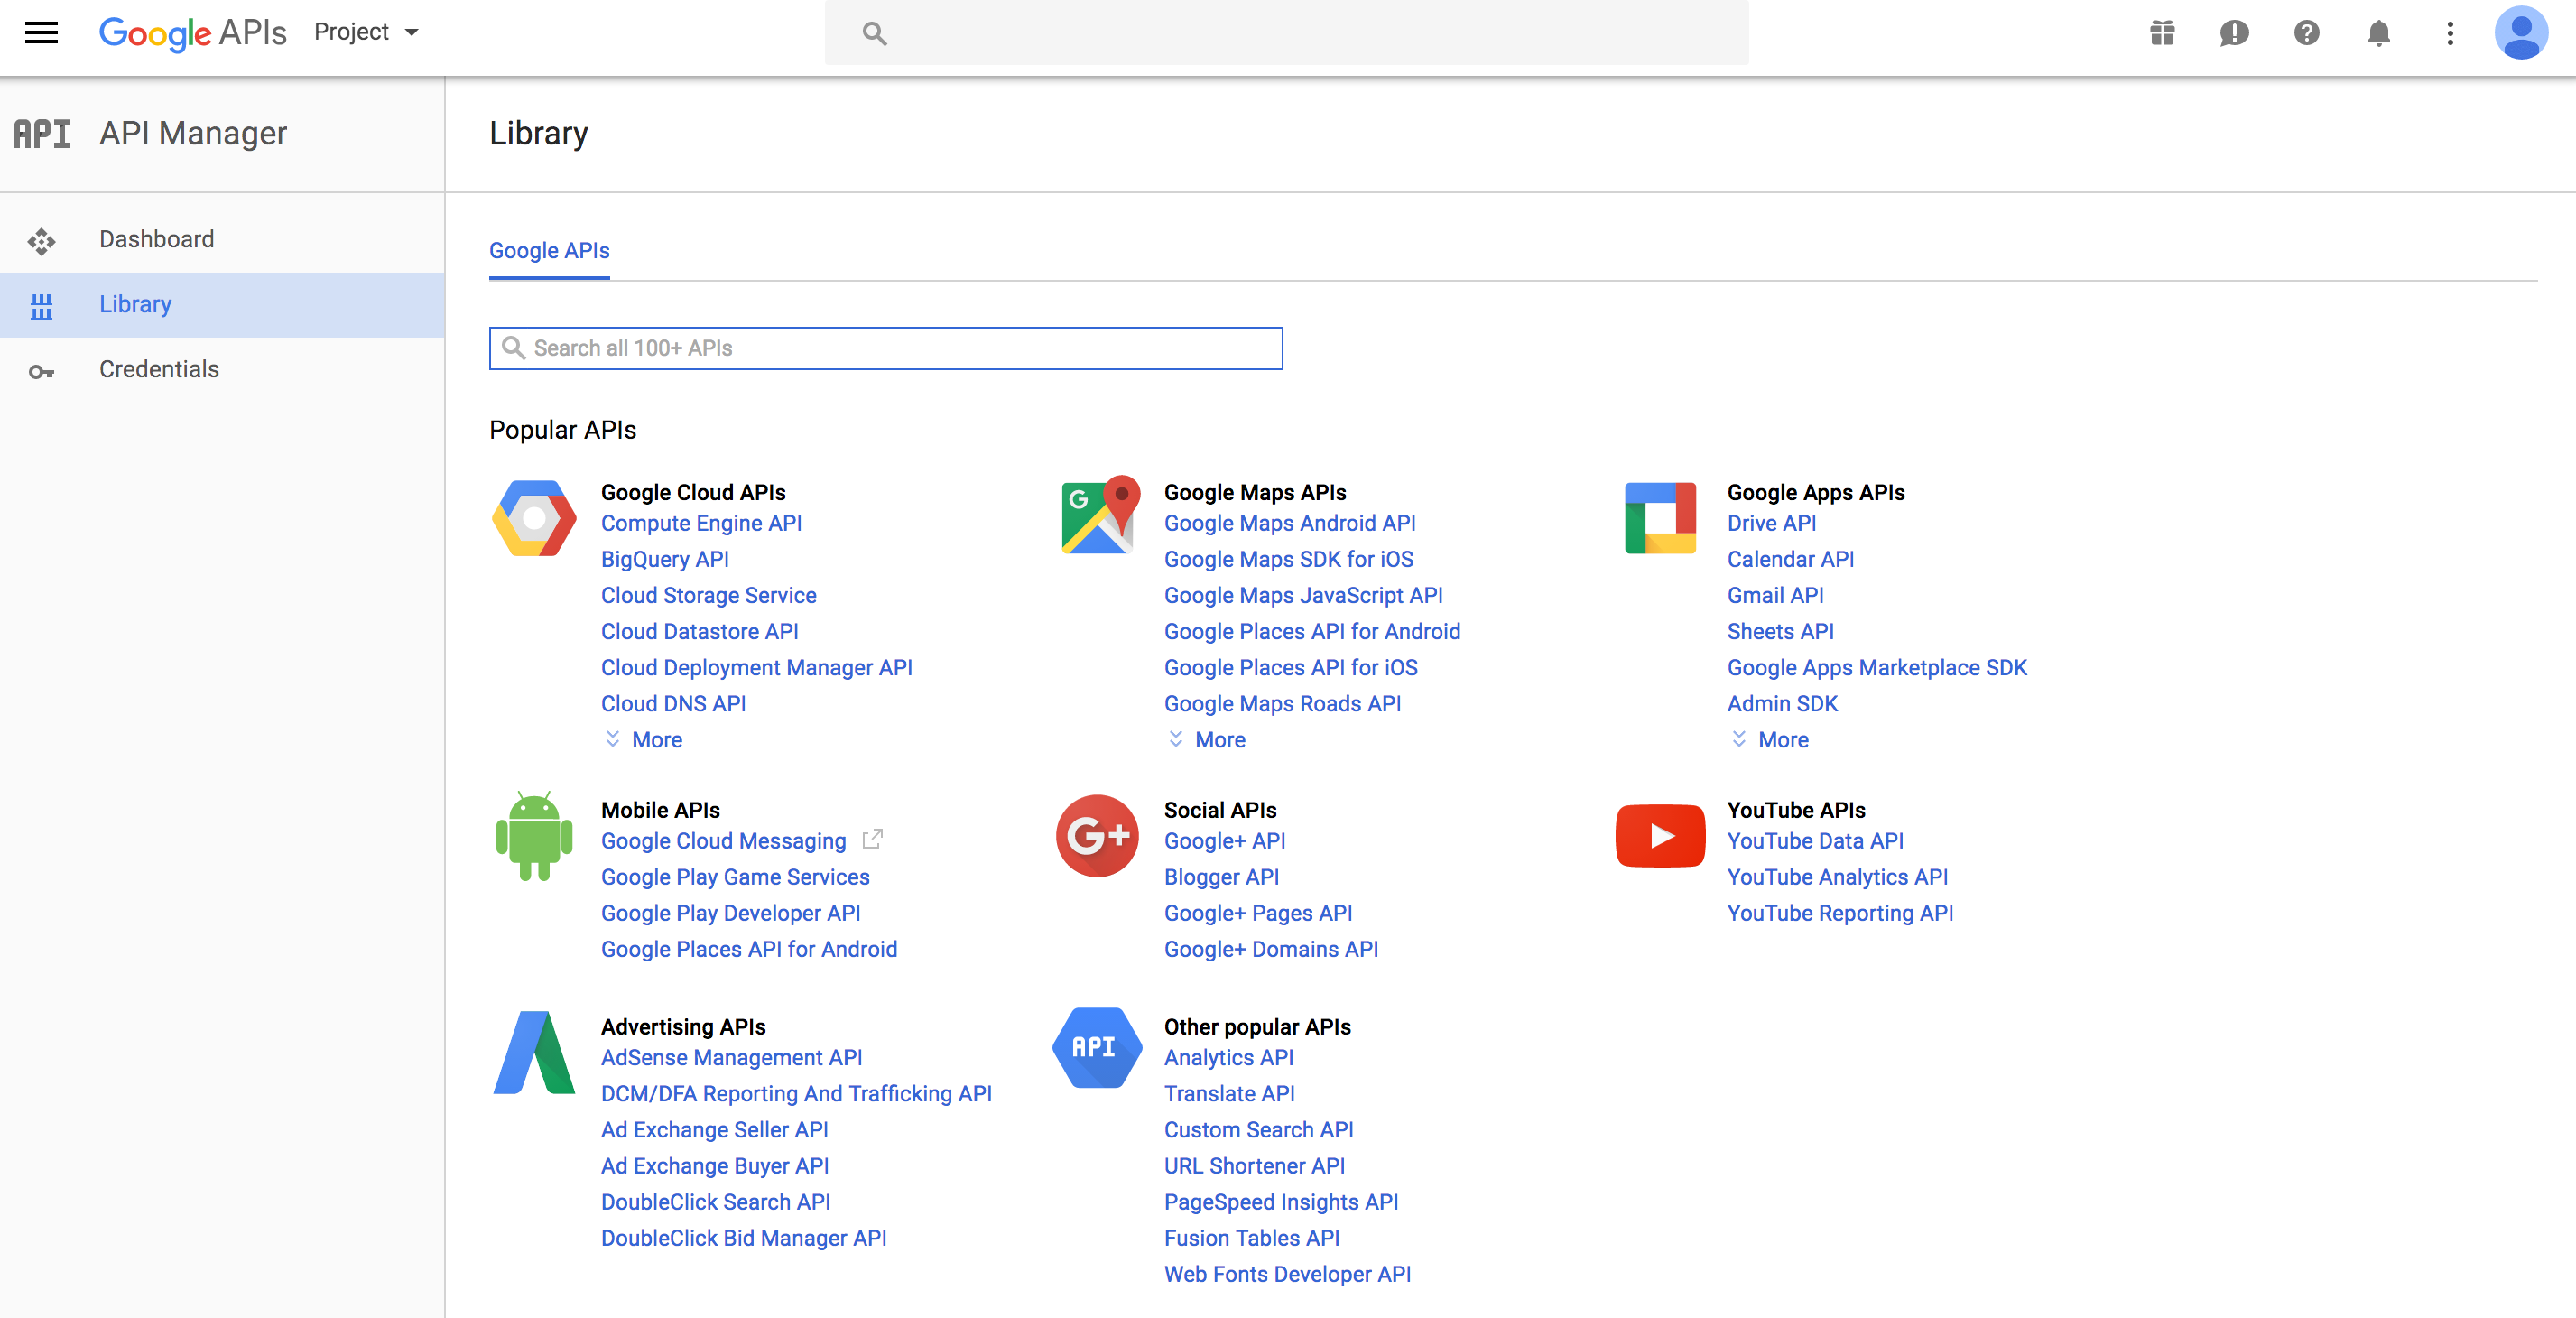 Google APIs Project
API API Manager
Library
Dashboard
Library
Credentials
Google APIs
Search all 100+ APIs
Popular APIs
Google Cloud APIs
Compute Engine API
BigQuery API
Cloud Storage Service
Cloud Datastore API
Cloud Deployment Manager API
Cloud DNS API
More
G
Google Maps APIs
Google Maps Android API
Google Maps SDK for iOS
Google Maps JavaScript API
Google Places API for Android
Google Places API for iOS
Google Maps Roads API
More
Google Apps APIs
Drive API
Calendar API
Gmail API
Sheets API
Google Apps Marketplace SDK
Admin SDK
More
Mobile APIs
Google Cloud Messaging
Google Play Game Services
Google Play Developer API
Google Places API for Android
G+
Social APIs
Google+ API
Blogger API
Google+ Pages API
Google+ Domains API
YouTube APIs
YouTube Data API
YouTube Analytics API
YouTube Reporting API
Advertising APIs
AdSense Management API
DCM/DFA Reporting And Trafficking API
Ad Exchange Seller API
Ad Exchange Buyer API
DoubleClick Search API
DoubleClick Bid Manager API
API
Other popular APIs
Analytics API
Translate API
Custom Search API
URL Shortener API
PageSpeed Insights API
Fusion Tables API
Web Fonts Developer API